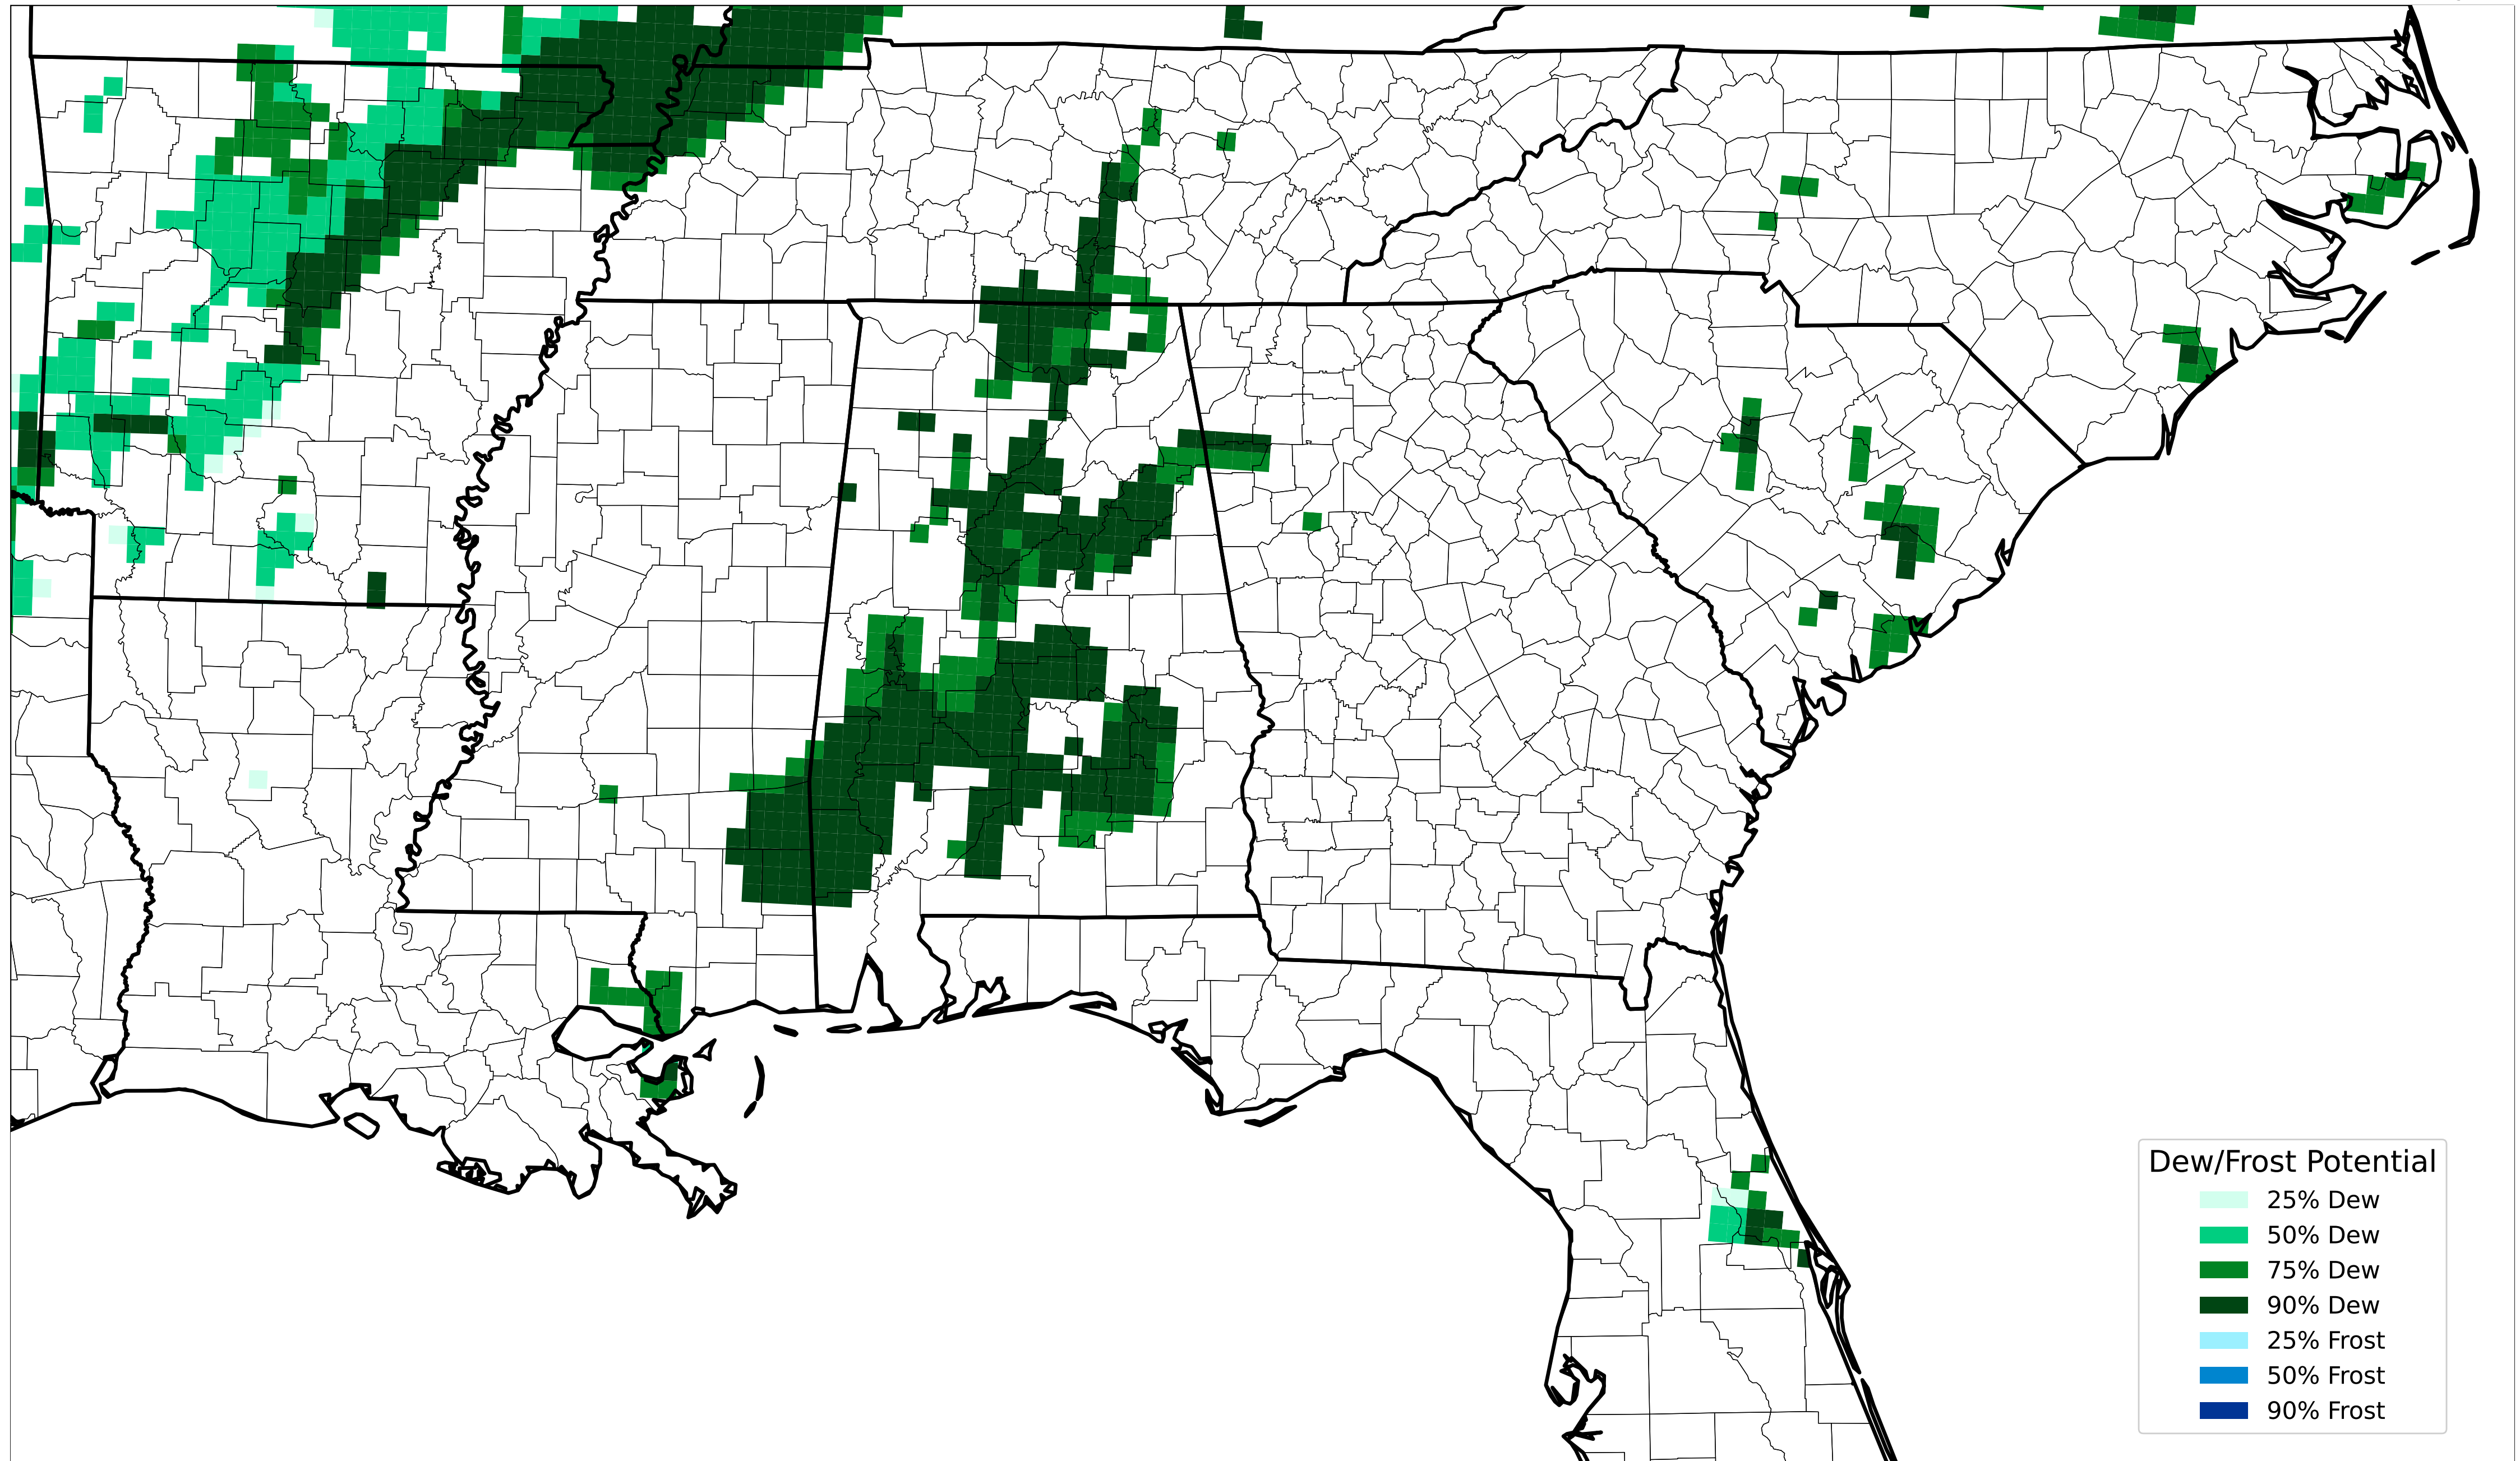 Dew/Frost Potential
25% Dew
50% Dew
75% Dew
90% Dew
25% Frost
50% Frost
90% Frost